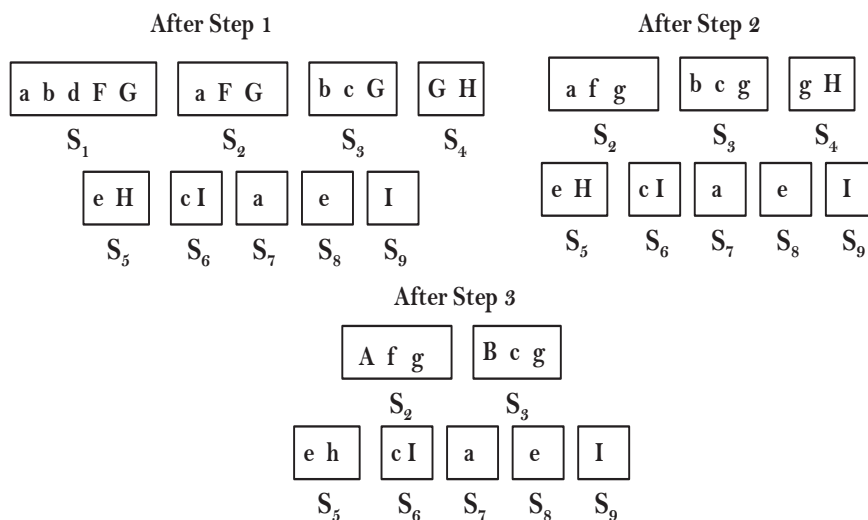 After Step 1
a b d F G
a F G
b c G
G H
S1
S2
S3
S4
e H
c I
a
e
I
S5
S6
S7
S8
S9
After Step 2
a f g
b c g
g H
S2
S3
S4
e H
c I
a
e
I
S5
S6
S7
S8
S9
After Step 3
A f g
B c g
S2
S3
e h
c I
a
e
I
S5
S6
S7
S8
S9